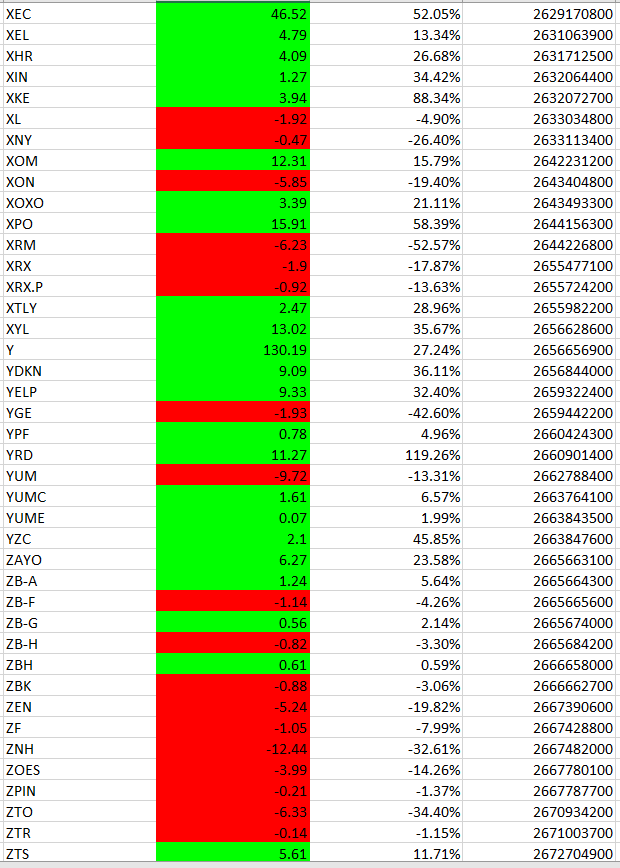 XEC 46.52 52.05% 2629170800
XEL 4.79 13.34% 2631063900
XHR 4.09 26.68% 2631712500
XIN 1.27 34.42% 2632064400
XKE 3.94 88.34% 2632072700
XL -1.92 -4.90% 2633034800
XNY -0.47 -26.40% 2633113400
XOM 12.31 15.79% 2642231200
XON -5.85 -19.40% 2643404800
XOXO 3.39 21.11% 2643493300
XPO 15.91 58.39% 2644156300
XRM -6.23 -52.57% 2644226800
XRX -1.9 -17.87% 2655477100
XRX.P -0.92 -13.63% 2655724200
XTLY 2.47 28.96% 2655982200
XYL 13.02 35.67% 2656628600
Y 130.19 27.24% 2656656900
YDKN 9.09 36.11% 2656844000
YELP 9.33 32.40% 2659322400
YGE -1.93 -42.60% 2659442200
YPF 0.78 4.96% 2660424300
YRD 11.27 119.26% 2660901400
YUM -9.72 -13.31% 2662788400
YUMC 1.61 6.57% 2663764100
YUME 0.07 1.99% 2663843500
YZC 2.1 45.85% 2663847600
ZAYO 6.27 23.58% 2665663100
ZB-A 1.24 5.64% 2665664300
ZB-F -1.14 -4.26% 2665665600
ZB-G 0.56 2.14% 2665674000
ZB-H -0.82 -3.30% 2665684200
ZBH 0.61 0.59% 2666658000
ZBK -0.88 -3.06% 2666662700
ZEN -5.24 -19.82% 2667390600
ZF -1.05 -7.99% 2667428800
ZNH -12.44 -32.61% 2667482000
ZOES -3.99 -14.26% 2667780100
ZPIN -0.21 -1.37% 2667787700
ZTO -6.33 -34.40% 2670934200
ZTR -0.14 -1.15% 2671003700
ZTS 5.61 11.71% 2672704900